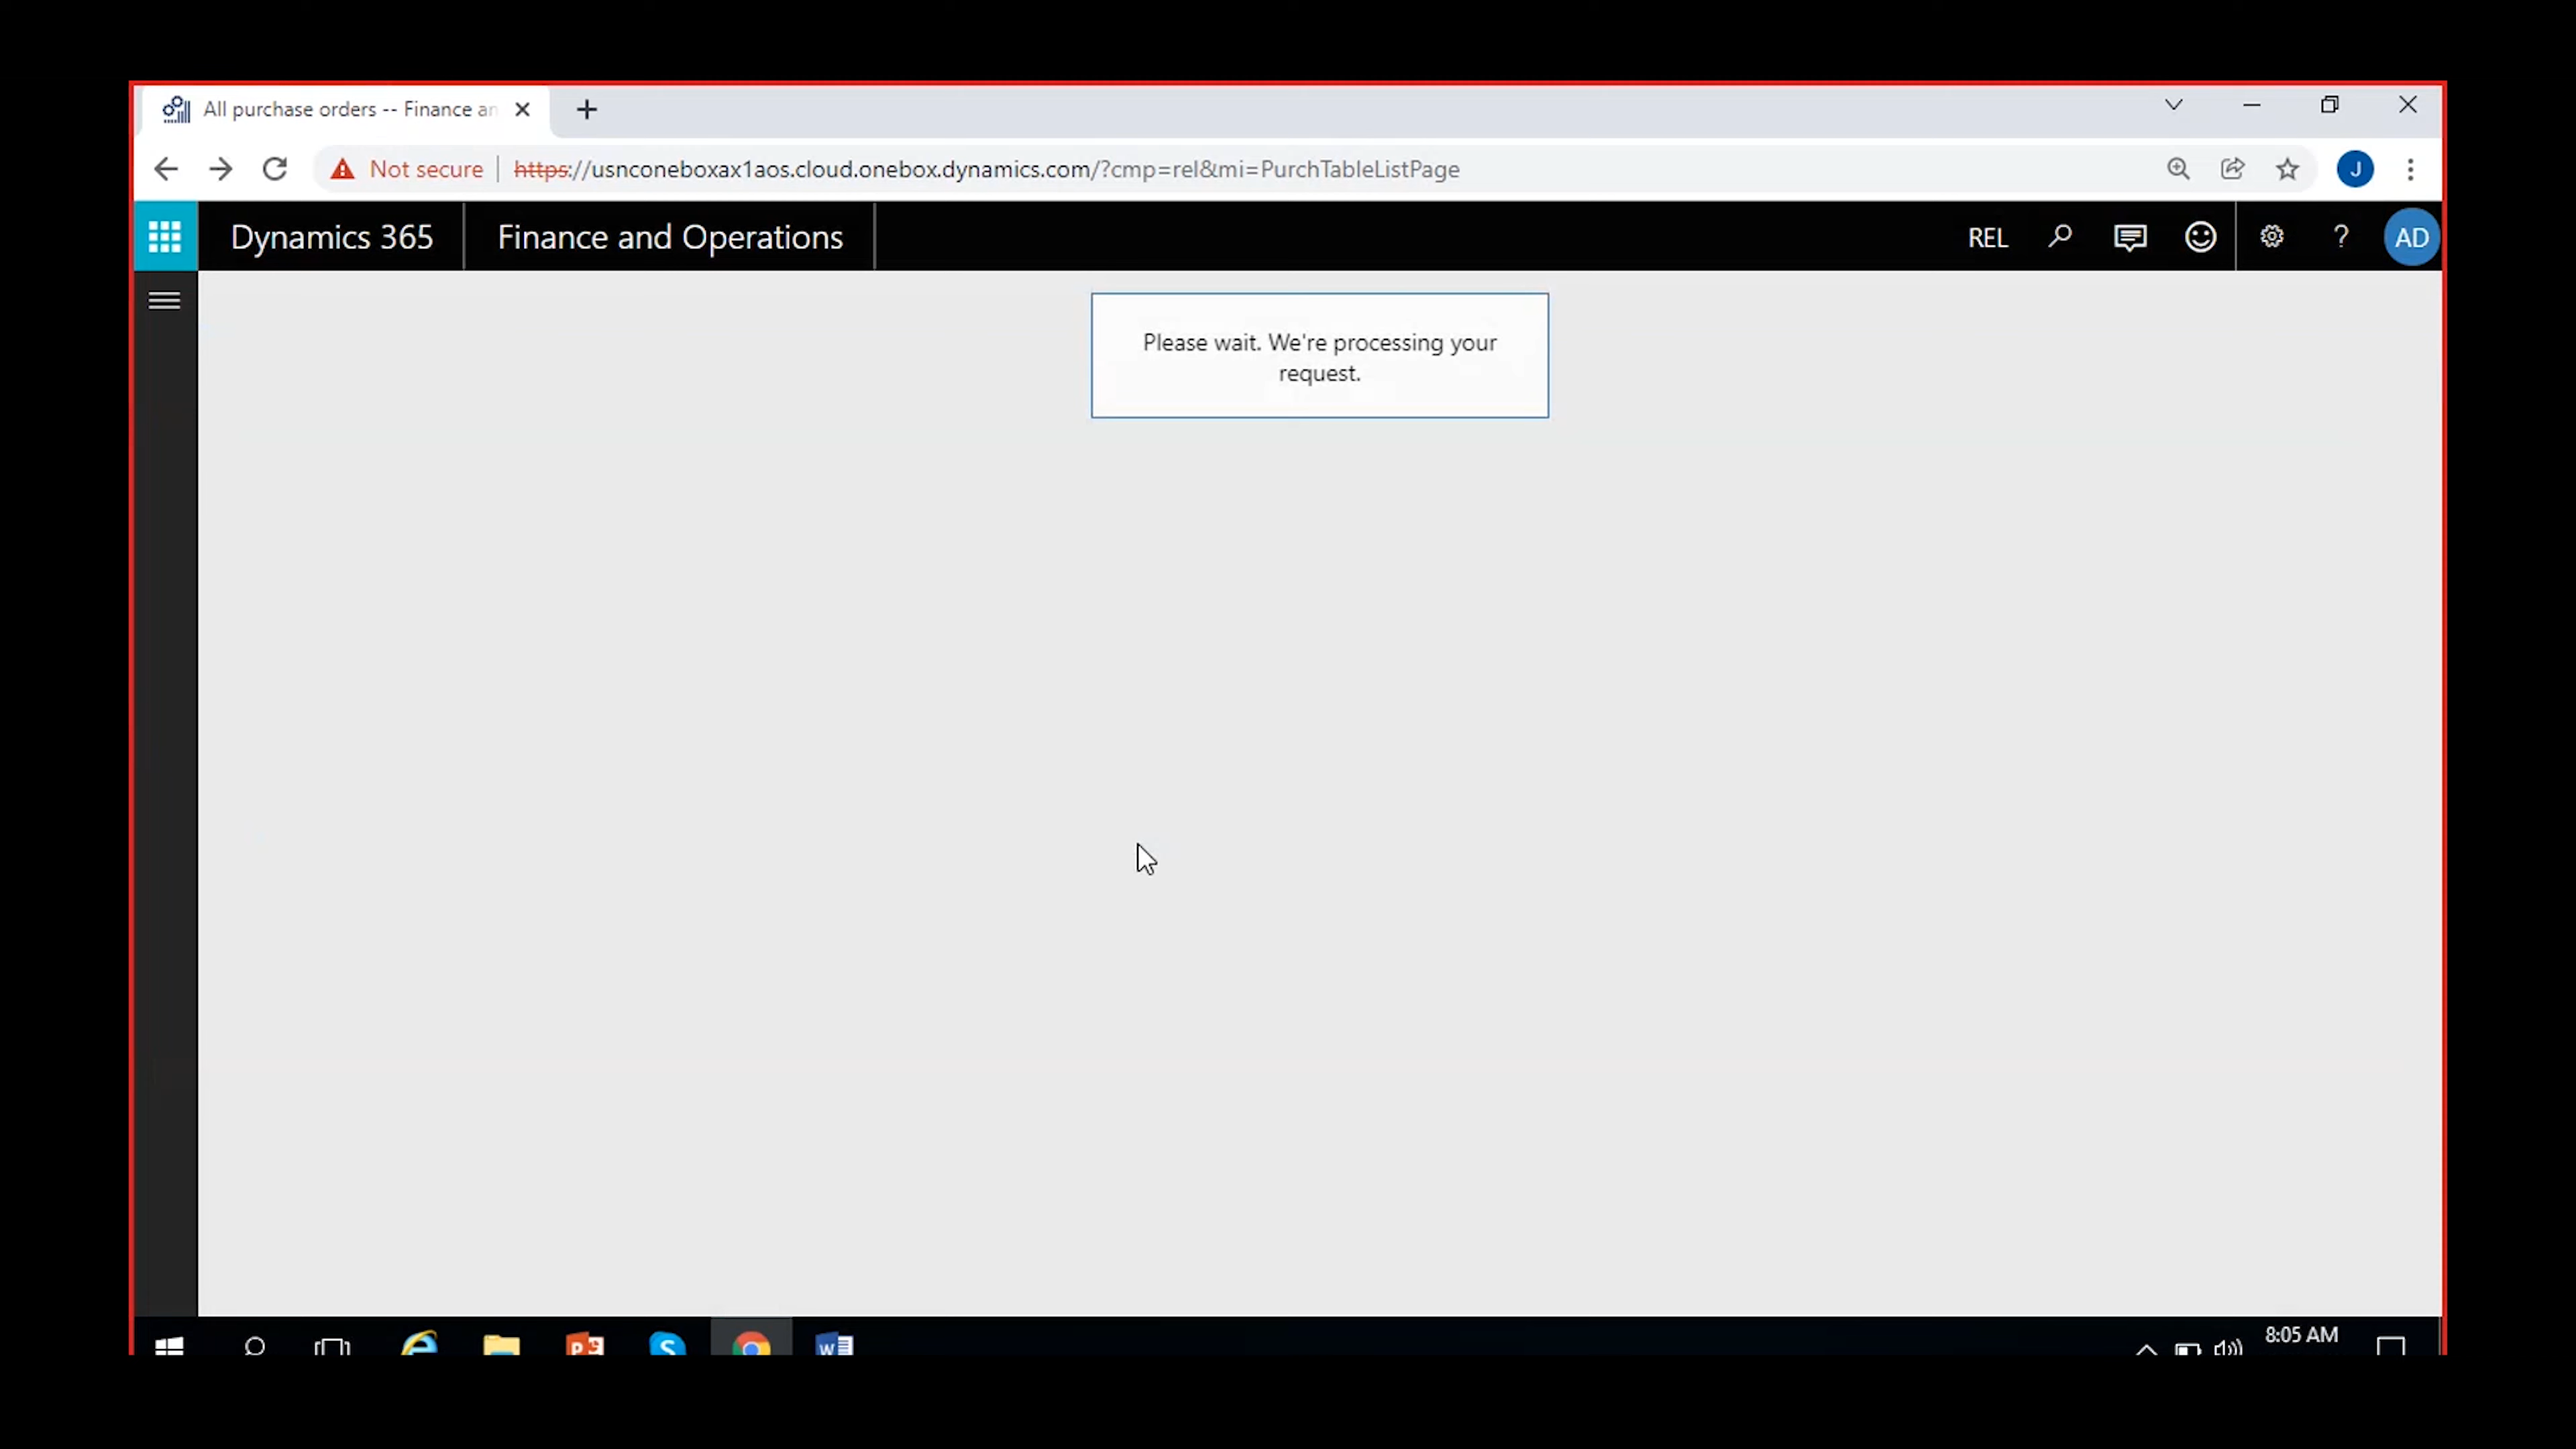 All purchase orders -- Finance an
Not secure
https://usnconeboxax1aos.cloud.onebox.dynamics.com/?cmp=rel&mi=PurchTableListPage
J
Dynamics 365
Finance and Operations
REL
?
AD
Please wait. We're processing your
request.
8:05 AM